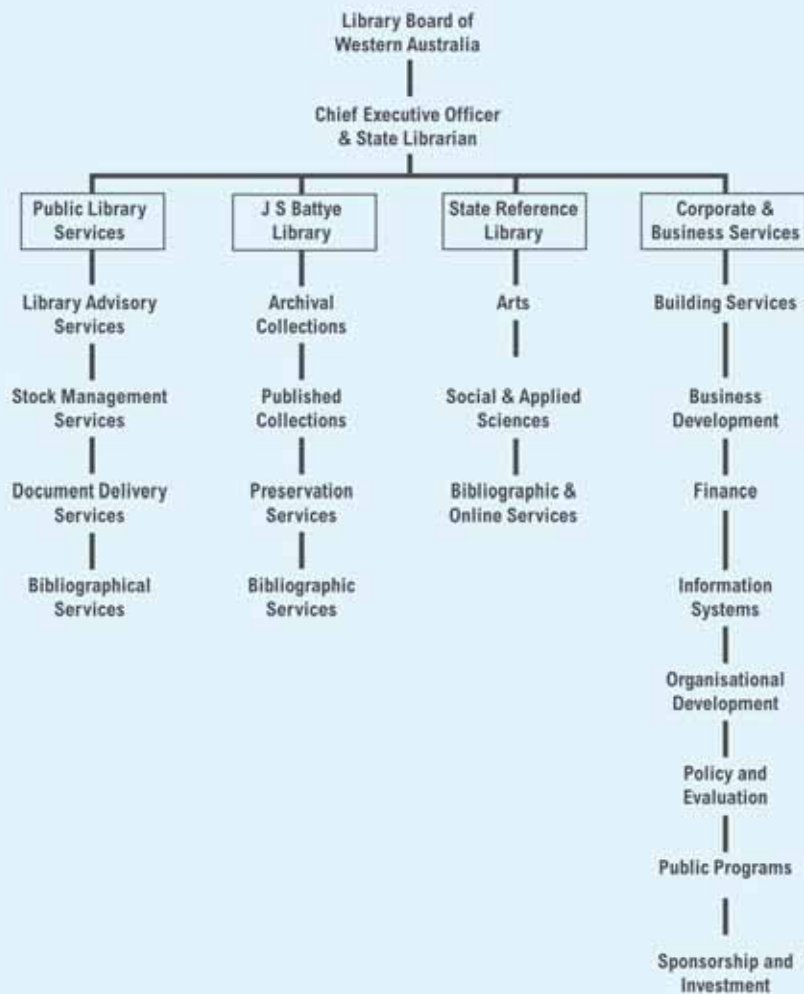 Library Board of
Western Australia
Chief Executive Officer
& State Librarian
Public Library
Services
Library Advisory
Services
Stock Management
Services
Document Delivery
Services
Bibliographical
Services
J S Battye
Library
Archival
Collections
Published
Collections
Preservation
Services
Bibliographic
Services
State Reference
Library
Arts
Social & Applied
Sciences
Bibliographic &
Online Services
Corporate &
Business Services
Building Services
Business
Development
Finance
Information
Systems
Organisational
Development
Policy and
Evaluation
Public Programs
Sponsorship and
Investment